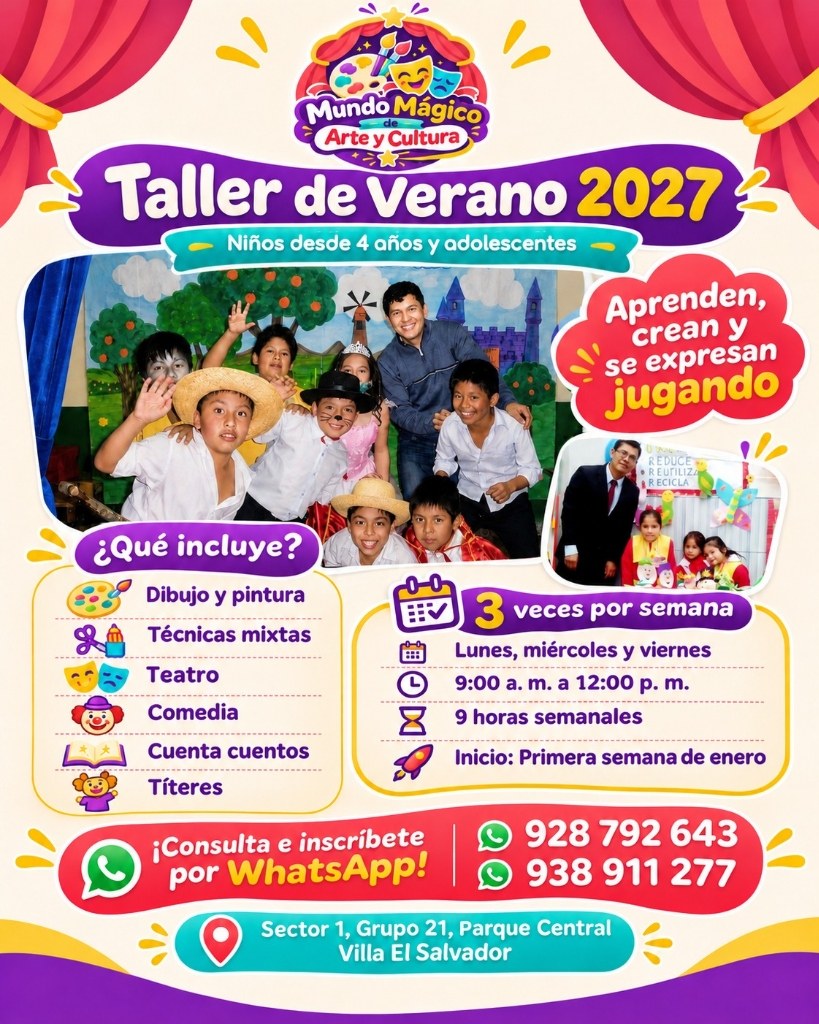 Mundo Mágico
de
Arte y Cultura
Taller de Verano 2027
Niños desde 4 años y adolescentes
Aprenden,
crean y
se expresan
jugando
REDUCE
REUTILIZA
RECICLA
¿Qué incluye?
Dibujo y pintura
Técnicas mixtas
Teatro
Comedia
Cuenta cuentos
Títeres
3 veces por semana
Lunes, miércoles y viernes
9:00 a. m. a 12:00 p. m.
9 horas semanales
Inicio: Primera semana de enero
¡Consulta e inscríbete
por WhatsApp!
928 792 643
938 911 277
Sector 1, Grupo 21, Parque Central
Villa El Salvador